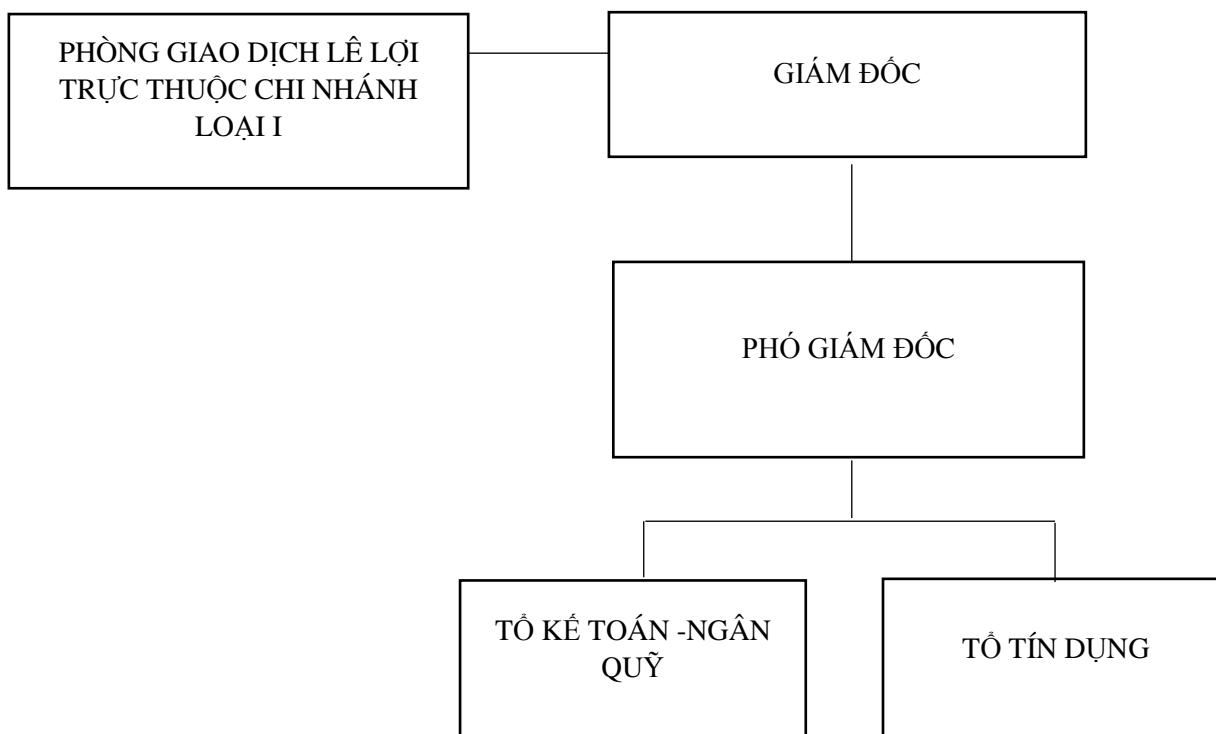 PHÒNG GIAO DỊCH LÊ LỢI
TRỰC THUỘC CHI NHÁNH
LOẠI I
GIÁM ĐỐC
PHÓ GIÁM ĐỐC
TỔ KẾ TOÁN -NGÂN
QUỸ
TỔ TÍN DỤNG